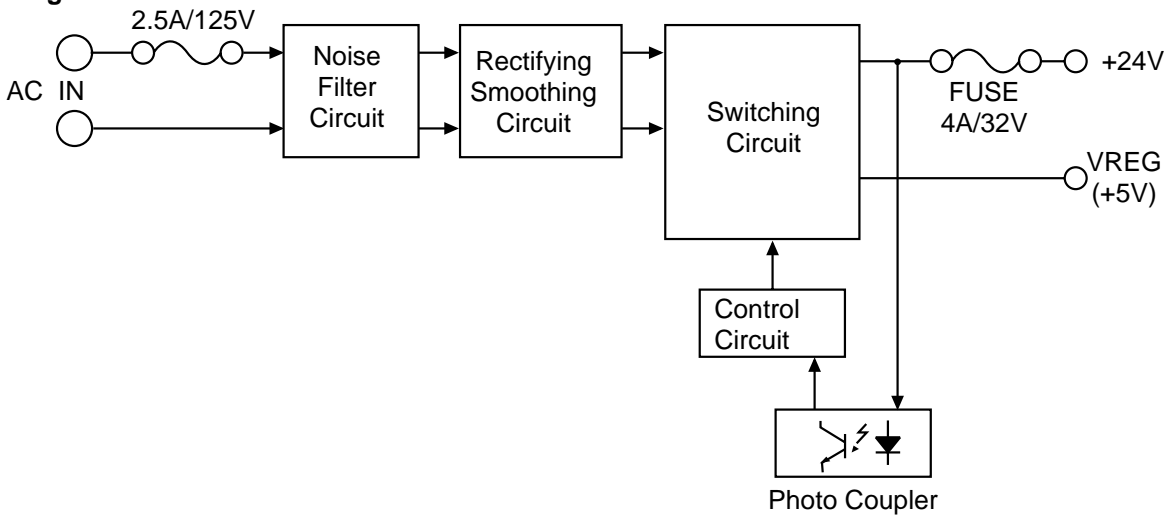 2.5A/125V
AC IN
Noise
Filter
Circuit
Rectifying
Smoothing
Circuit
Switching
Circuit
FUSE
4A/32V
+24V
VREG
(+5V)
Control
Circuit
Photo Coupler